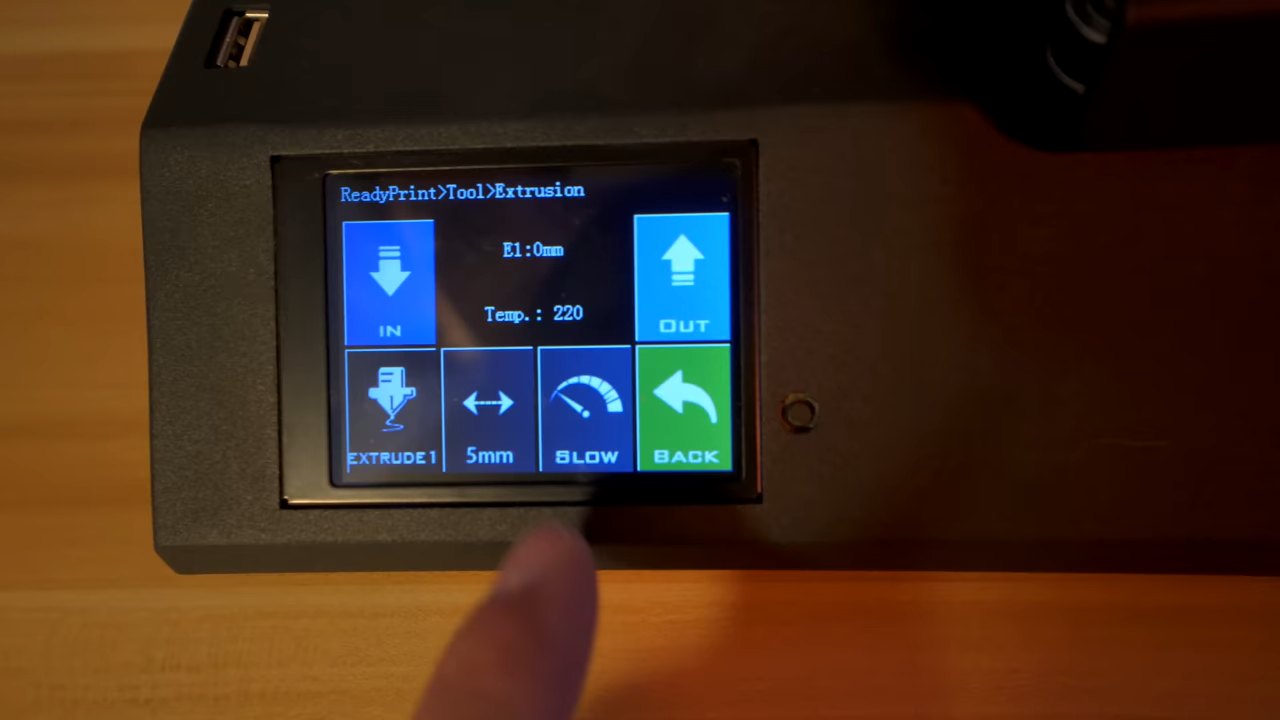 ReadyPrint>Tool>Extrusion
IN
E1:0mm
Temp.: 220
OUT
EXTRUDE1
5mm
SLOW
BACK